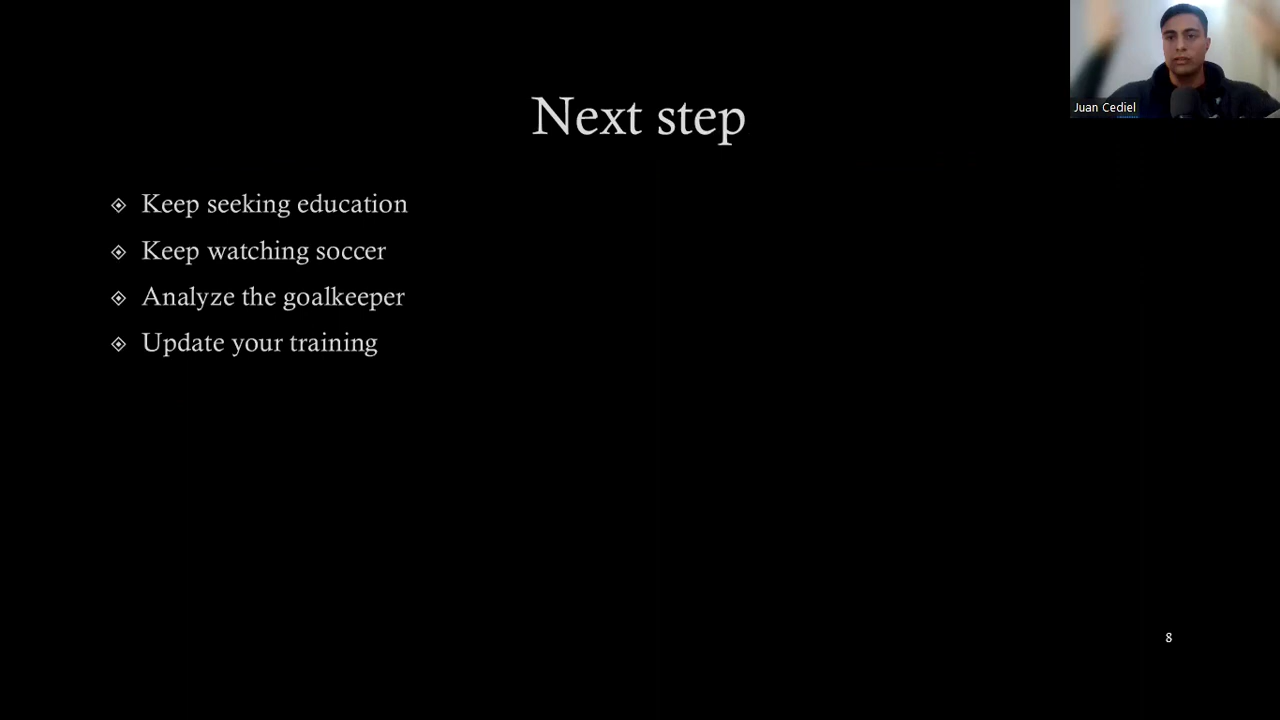 Juan Cediel
Next step
Keep seeking education
Keep watching soccer
Analyze the goalkeeper
Update your training
8